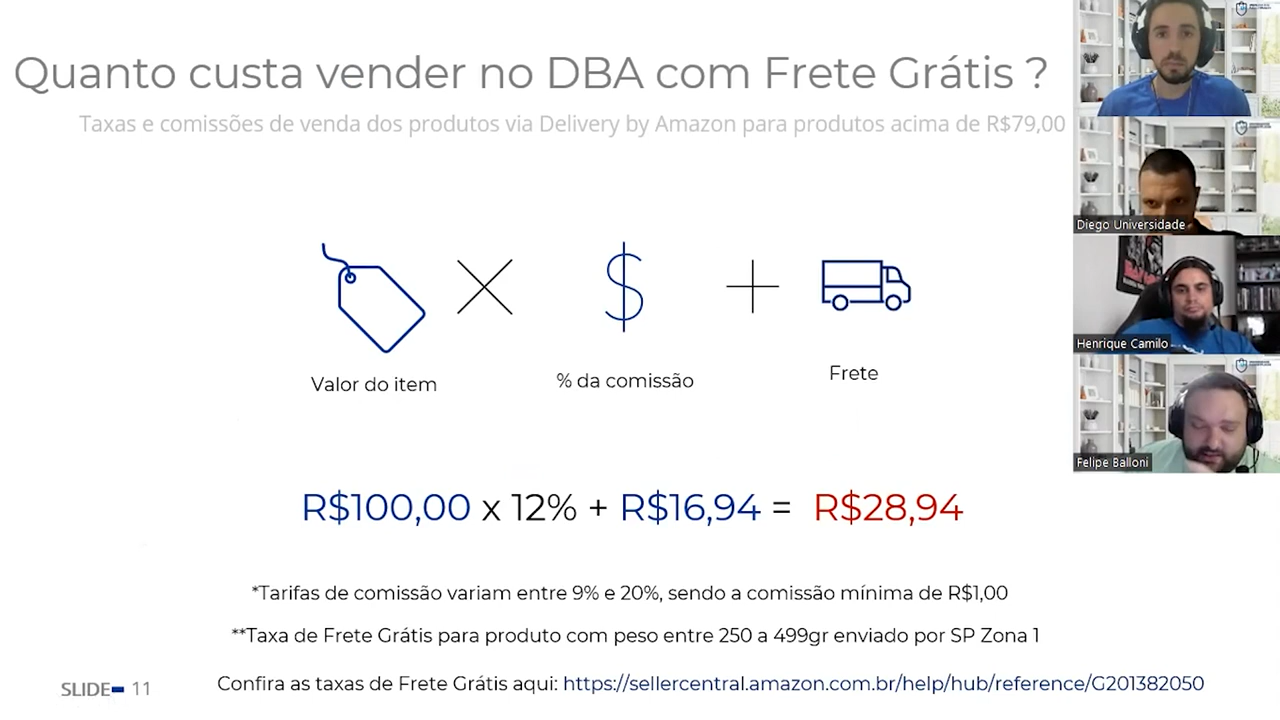 Quanto custa vender no DBA com Frete Grátis ?
Taxas e comissões de venda dos produtos via Delivery by Amazon para produtos acima de R$79,00
Valor do item
% da comissão
Frete
R$100,00 x 12% + R$16,94 = R$28,94
*Tarifas de comissão variam entre 9% e 20%, sendo a comissão mínima de R$1,00
**Taxa de Frete Grátis para produto com peso entre 250 a 499gr enviado por SP Zona 1
Confira as taxas de Frete Grátis aqui: https://sellercentral.amazon.com.br/help/hub/reference/G201382050
SLIDE 11
Diego Universidade
Henrique Camilo
Felipe Balloni